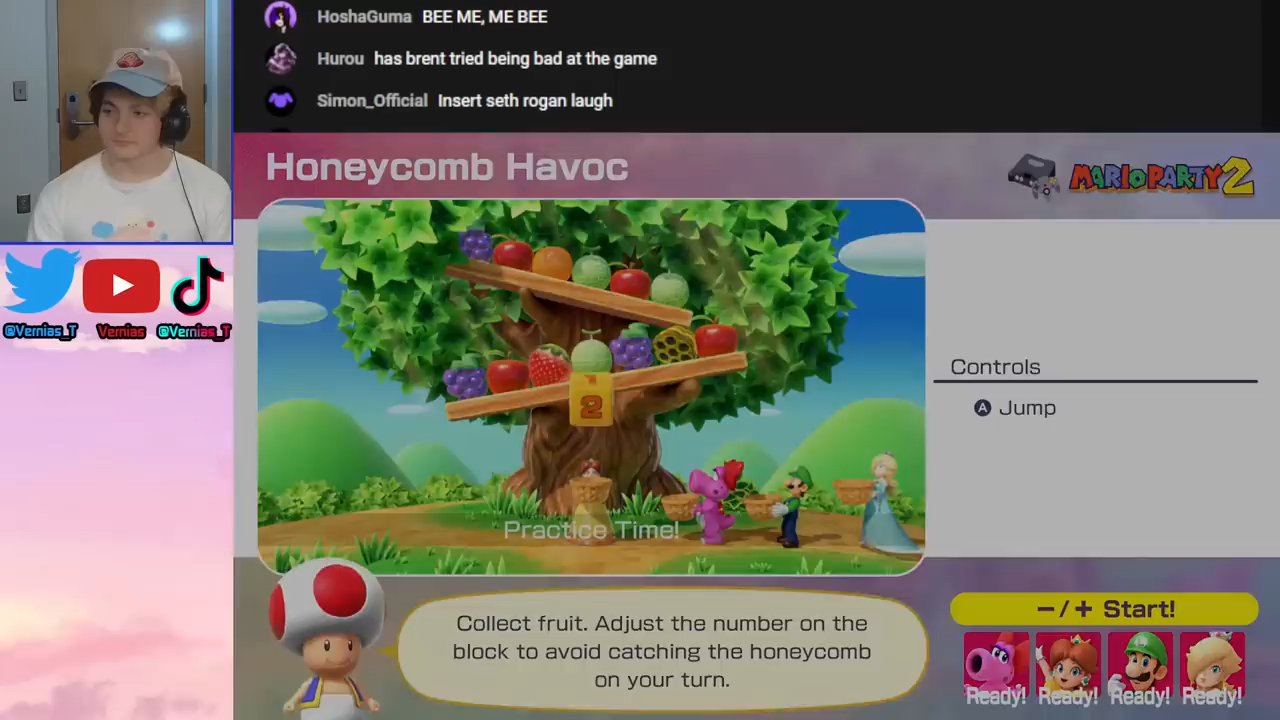 HoshaGuma BEE ME, ME BEE
Hurou has brent tried being bad at the game
Simon_Official Insert seth rogan laugh
Honeycomb Havoc
MARIO PARTY 2
@Vernias_T
Vernias
@Vernias_T
2
Practice Time!
Controls
A Jump
Collect fruit. Adjust the number on the
block to avoid catching the honeycomb
on your turn.
−/+ Start!
Ready! Ready! Ready! Ready!